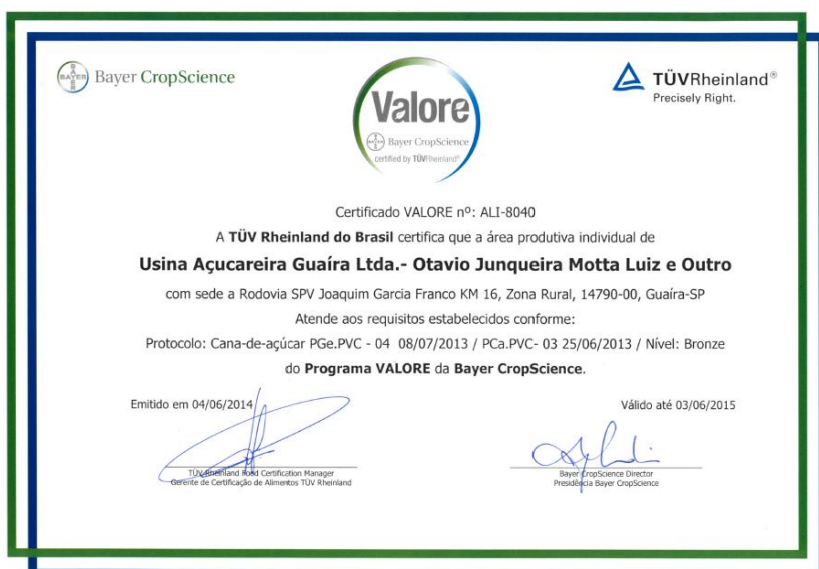 BAYER
BAYER
Bayer CropScience
Valore
Bayer CropScience
certified by TÜVRheinland®
TÜVRheinland®
Precisely Right.
Certificado VALORE nº: ALI-8040
A TÜV Rheinland do Brasil certifica que a área produtiva individual de
Usina Açucareira Guaíra Ltda.- Otavio Junqueira Motta Luiz e Outro
com sede a Rodovia SPV Joaquim Garcia Franco KM 16, Zona Rural, 14790-00, Guaíra-SP
Atende aos requisitos estabelecidos conforme:
Protocolo: Cana-de-açúcar PGe.PVC - 04 08/07/2013 / PCa.PVC- 03 25/06/2013 / Nível: Bronze
do Programa VALORE da Bayer CropScience.
Emitido em 04/06/2014
Válido até 03/06/2015
TÜV Rheinland Food Certification Manager
Gerente de Certificação de Alimentos TÜV Rheinland
Bayer CropScience Director
Presidência Bayer CropScience